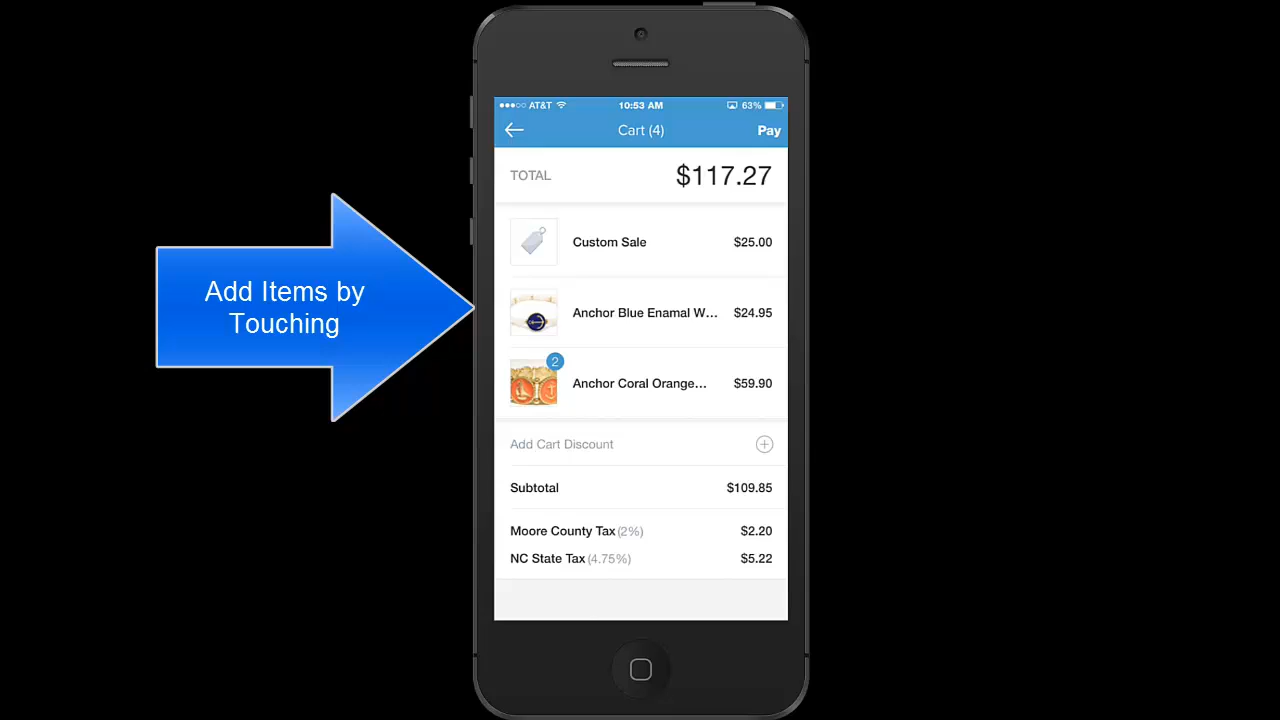 AT&T 10:53 AM 63%
Cart (4) Pay
TOTAL $117.27
Custom Sale $25.00
Add Items by
Touching
Anchor Blue Enamal W... $24.95
2
Anchor Coral Orange... $59.90
Add Cart Discount
Subtotal $109.85
Moore County Tax (2%) $2.20
NC State Tax (4.75%) $5.22